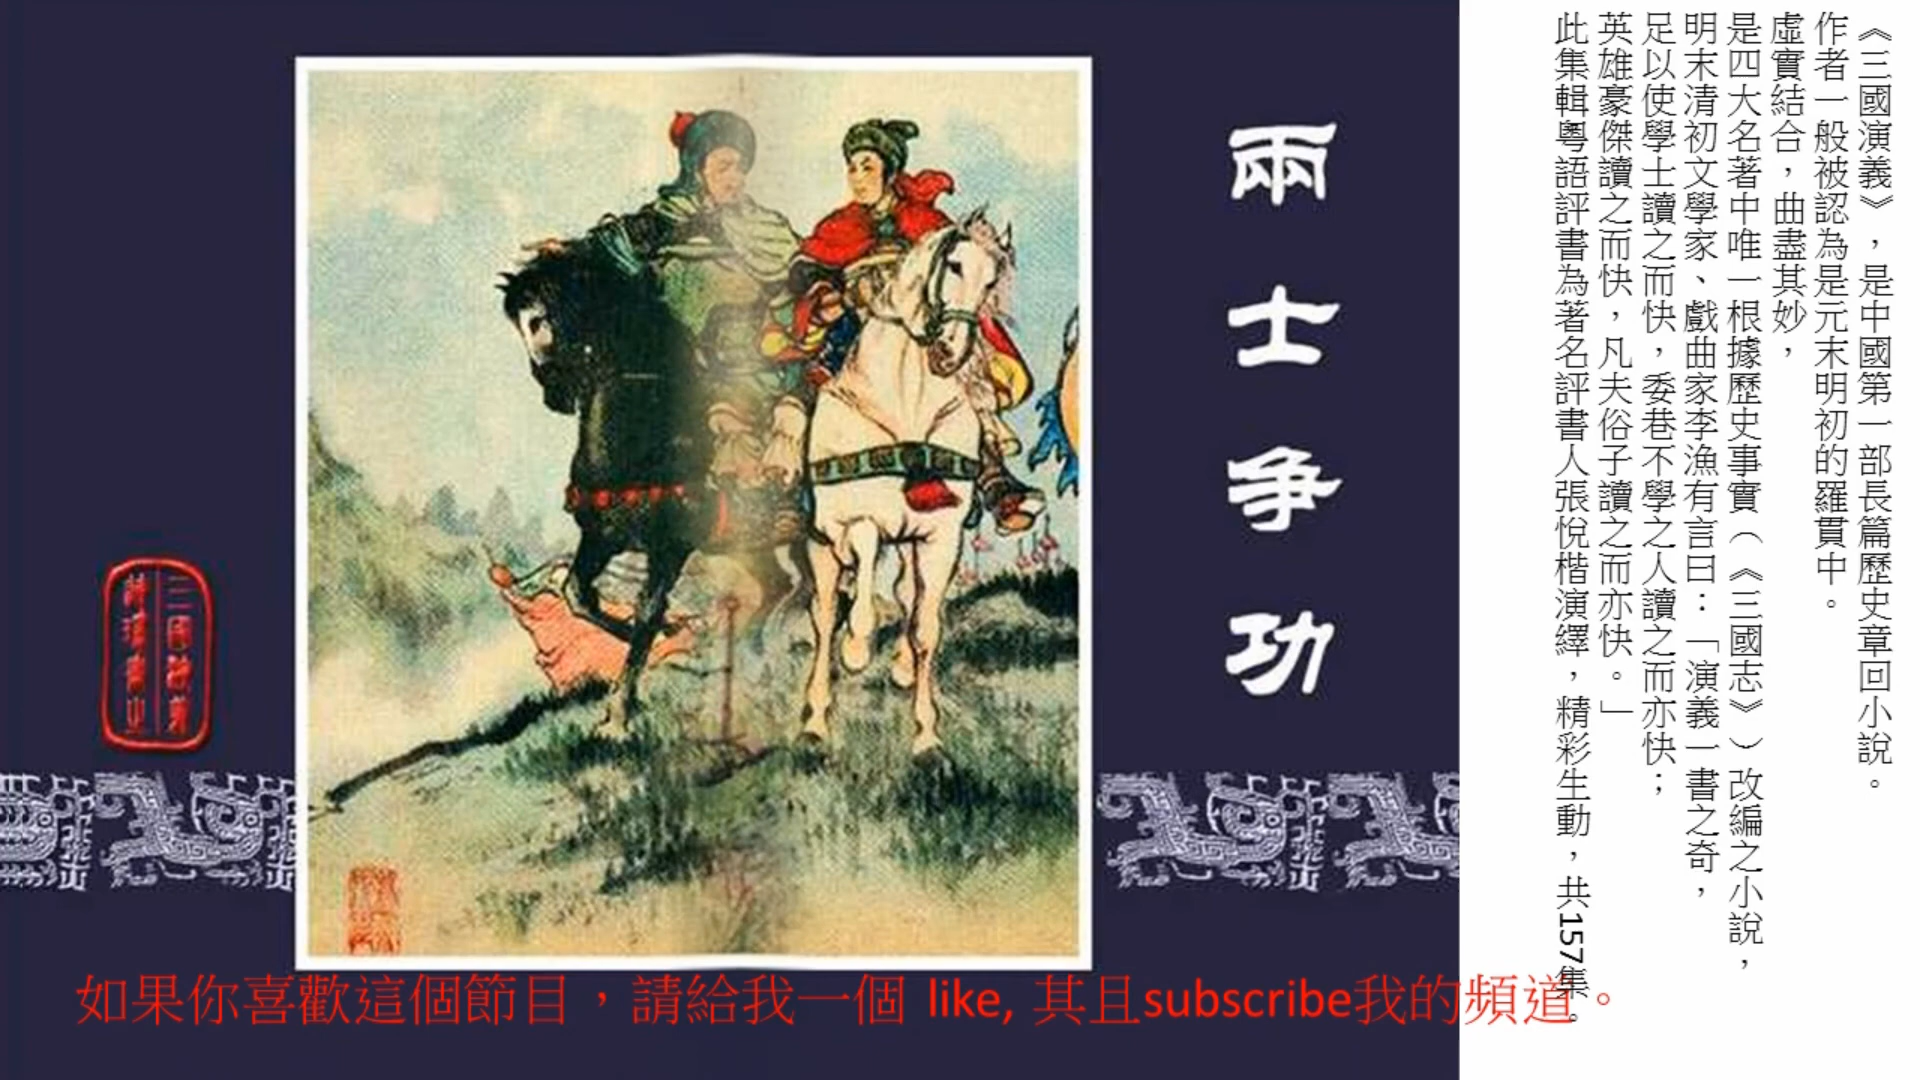 《三國演義》，是中國第一部長篇歷史章回小說。
作者一般被認為是元末明初的羅貫中。
虛實結合，曲盡其妙，
是四大名著中唯一根據歷史事實（《三國志》）改編之小說，
明末清初文學家、戲曲家李漁有言曰：「演義一書之奇，
足以使學士讀之而快，委巷不學之人讀之而亦快；
英雄豪傑讀之而快，凡夫俗子讀之而亦快。」
此集輯粵語評書為著名評書人張悅楷演繹，精彩生動，共157集。
兩士争功
如果你喜歡這個節目，請給我一個 like, 其且subscribe我的頻道。